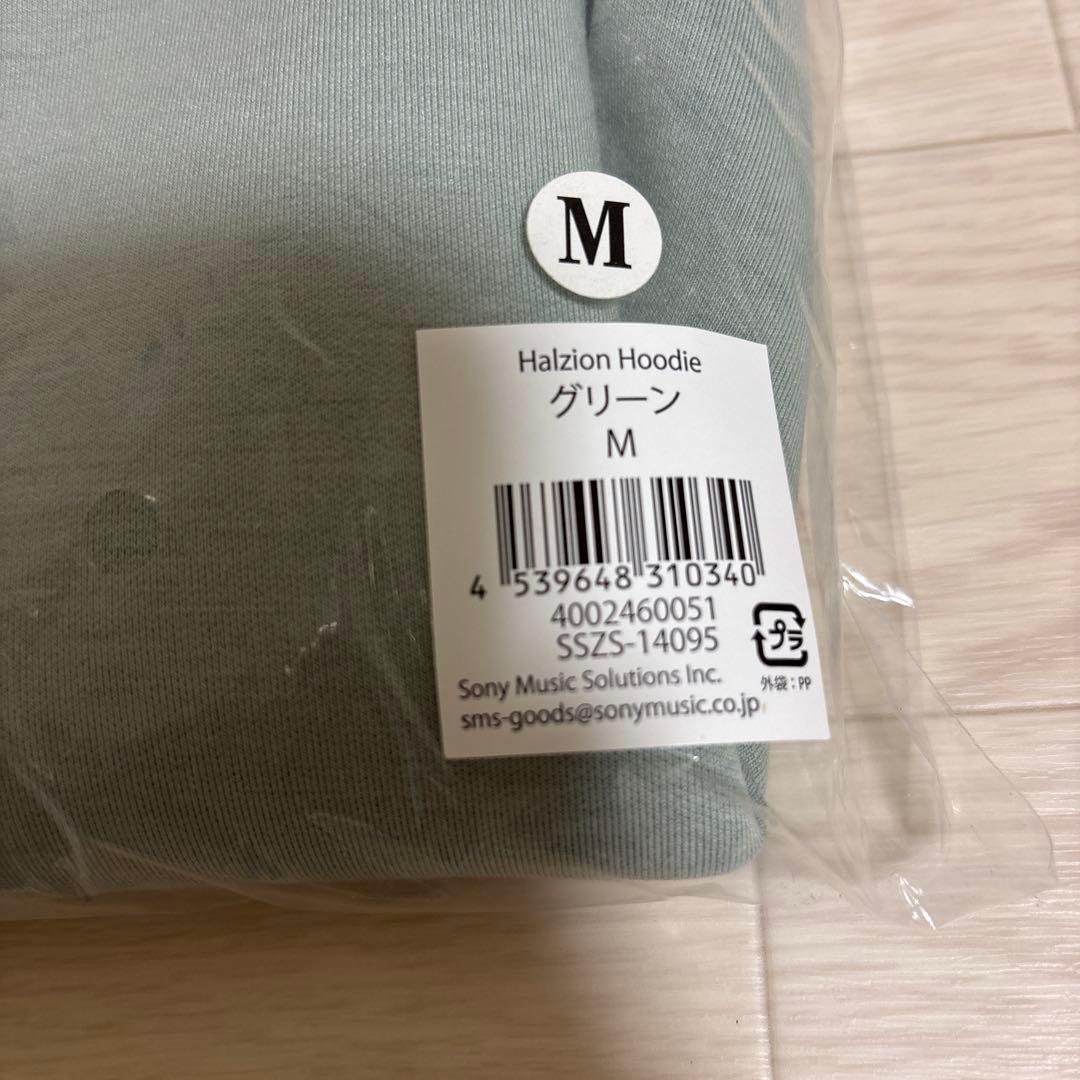 M
Halzion Hoodie
グリーン
M
4 539648 310340
4002460051
SSZS-14095
プラ
外袋：PP
Sony Music Solutions Inc.
sms-goods@sonymusic.co.jp